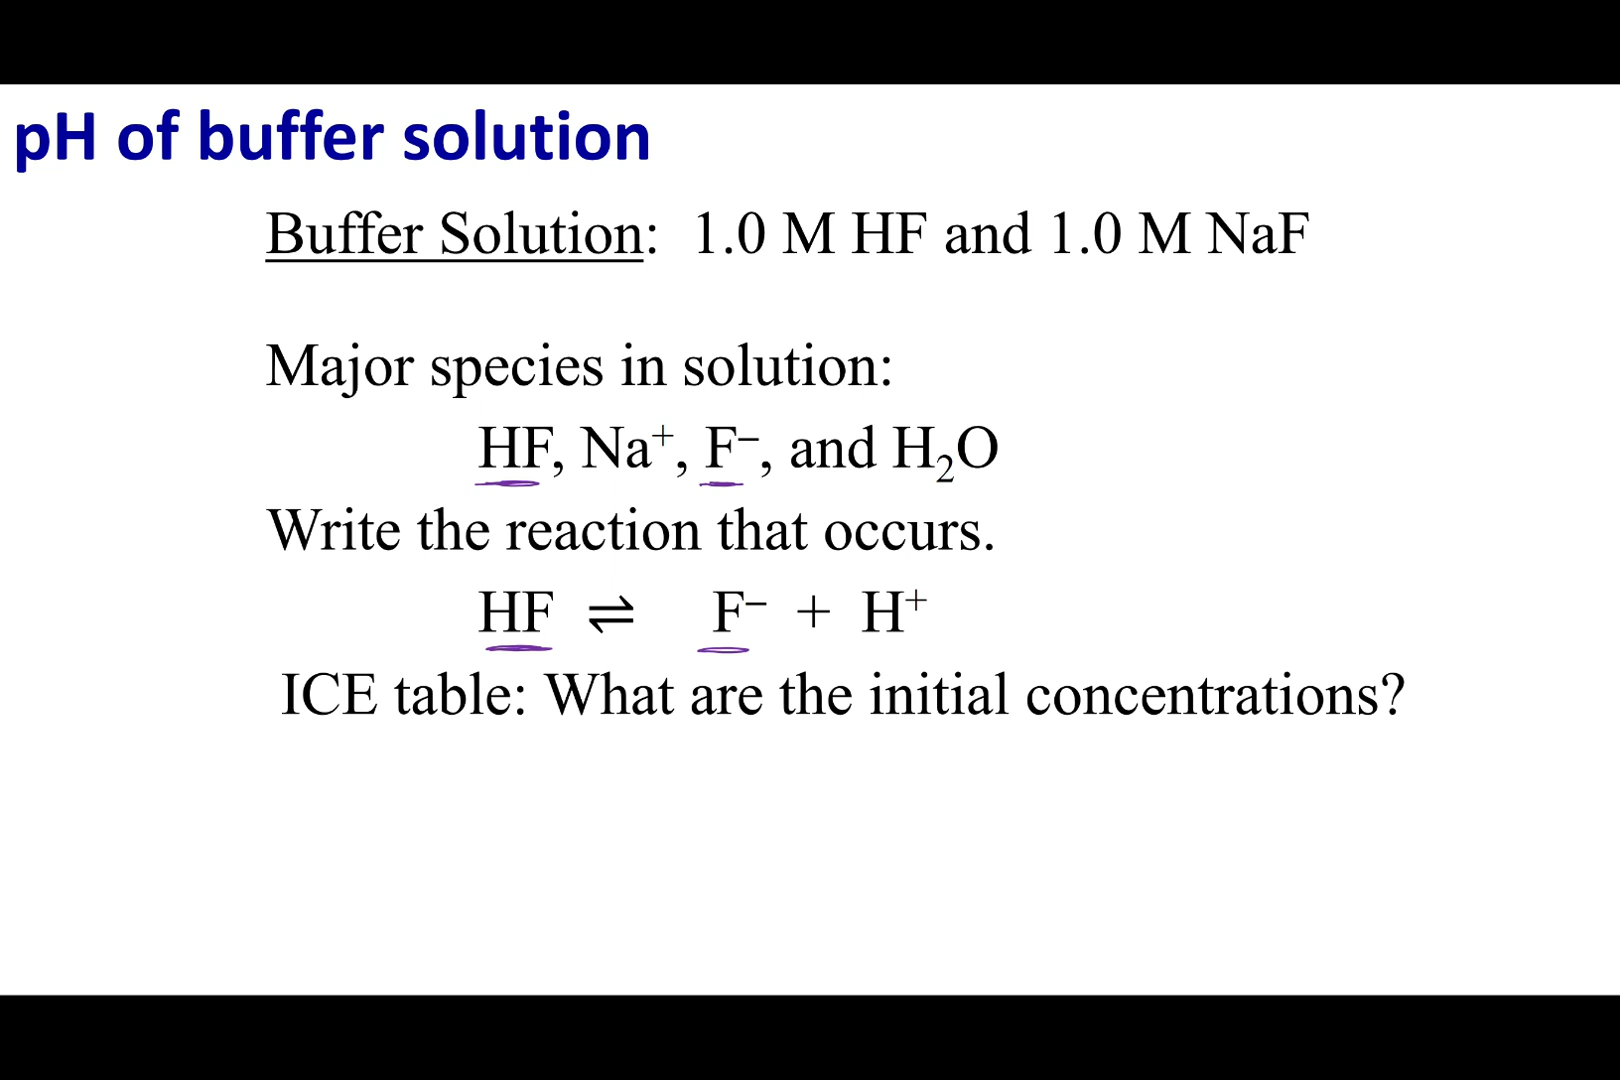 pH of buffer solution
Buffer Solution: 1.0 M HF and 1.0 M NaF
Major species in solution:
HF, Na⁺, F⁻, and H₂O
Write the reaction that occurs.
HF ⇌ F⁻ + H⁺
ICE table: What are the initial concentrations?